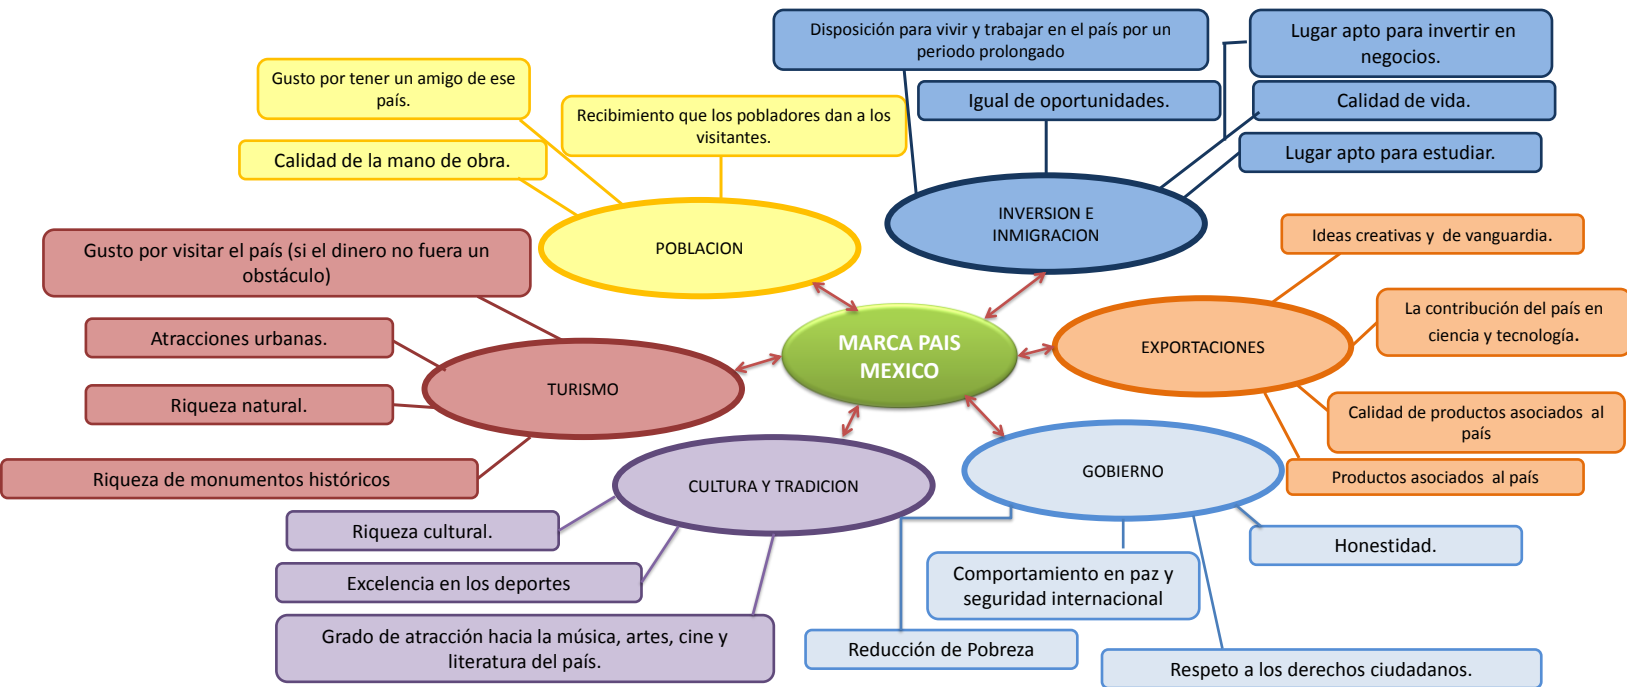 Disposición para vivir y trabajar en el país por un
periodo prolongado
Lugar apto para invertir en
negocios.
Gusto por tener un amigo de ese
país.
Igual de oportunidades.
Calidad de vida.
Recibimiento que los pobladores dan a los
visitantes.
Calidad de la mano de obra.
Lugar apto para estudiar.
INVERSION E
INMIGRACION
POBLACION
Gusto por visitar el país (si el dinero no fuera un
obstáculo)
Ideas creativas y  de vanguardia.
La contribución del país en
ciencia y tecnología.
Atracciones urbanas.
MARCA PAIS
MEXICO
EXPORTACIONES
TURISMO
Riqueza natural.
Calidad de productos asociados  al
país
Riqueza de monumentos históricos
CULTURA Y TRADICION
GOBIERNO
Productos asociados  al país
Riqueza cultural.
Honestidad.
Excelencia en los deportes
Comportamiento en paz y
seguridad internacional
Grado de atracción hacia la música, artes, cine y
literatura del país.
Reducción de Pobreza
Respeto a los derechos ciudadanos.